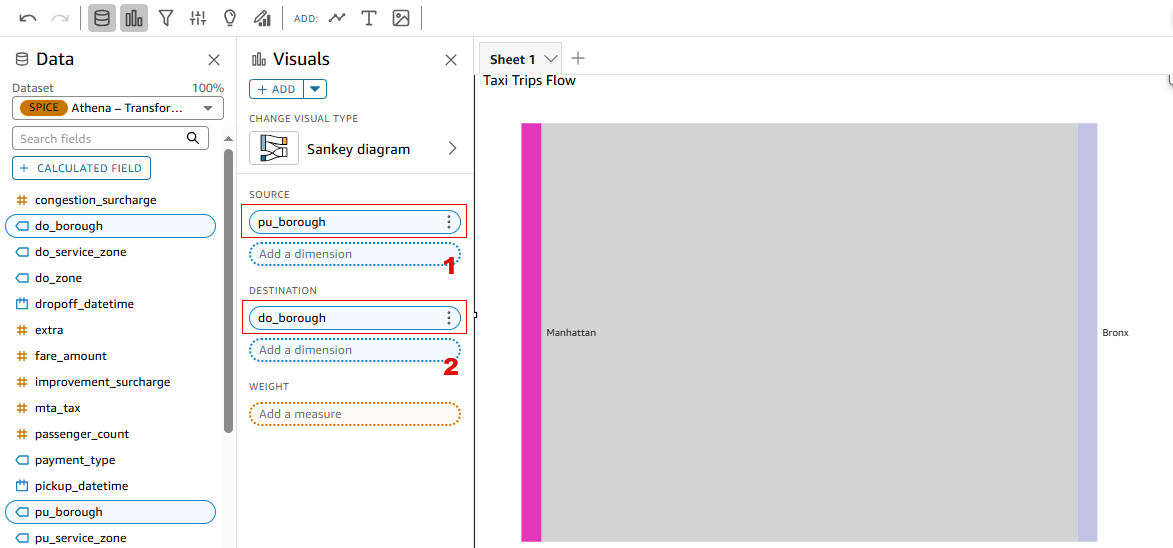 ADD:
Data
Dataset
100%
SPICE Athena – Transfor...
Search fields
+ CALCULATED FIELD
congestion_surcharge
do_borough
do_service_zone
do_zone
dropoff_datetime
extra
fare_amount
improvement_surcharge
mta_tax
passenger_count
payment_type
pickup_datetime
pu_borough
pu_service_zone
Visuals
+ ADD
CHANGE VISUAL TYPE
Sankey diagram
SOURCE
pu_borough
Add a dimension
1
DESTINATION
do_borough
Add a dimension
2
WEIGHT
Add a measure
Sheet 1
Taxi Trips Flow
Manhattan
Bronx